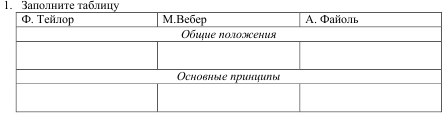 1. Заполните таблицу
Ф. Тейлор М.Вебер А. Файоль
Общие положения
Основные принципы